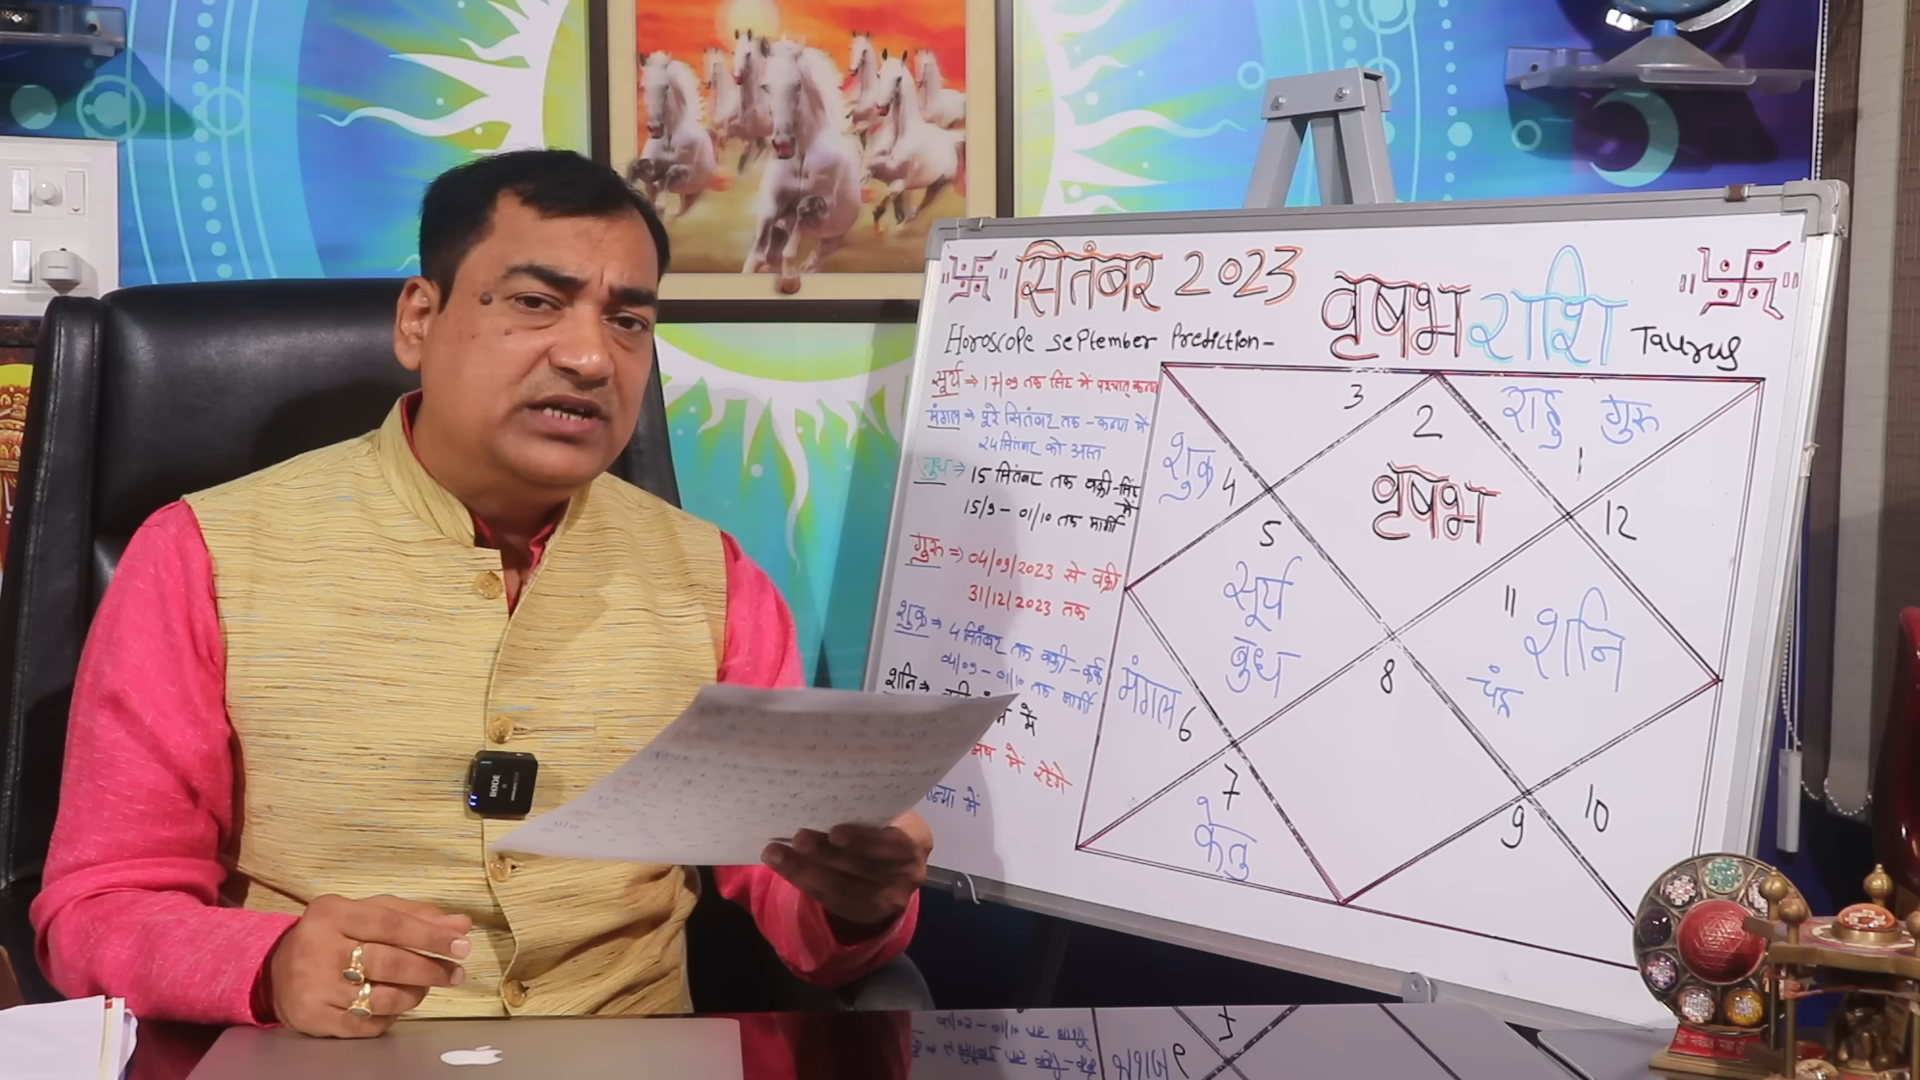 सितंबर 2023
वृषभ राशि
Taurus
Horoscope september Prediction-
सूर्य → 17/09 तक सिंह में पश्चात् कन्या
मंगल → पूरे सितंबर तक - कन्या में
24 सितंबर को अस्त
बुध → 15 सितंबर तक वक्री - सिंह में
15/9 - 01/10 तक मार्गी
गुरु ⇒ 04/09/2023 से वक्री
31/12/2023 तक
शुक्र → 4 सितंबर तक वक्री - कर्क
04/09 - 01/10 तक मार्गी
शनि →
में
में रहेंगे
में
3
2
राहु गुरु
1
शुक्र 4
वृषभ
12
5
सूर्य
बुध
11
शनि
चंद्र
8
मंगल 6
7
केतु
9
10
RODE